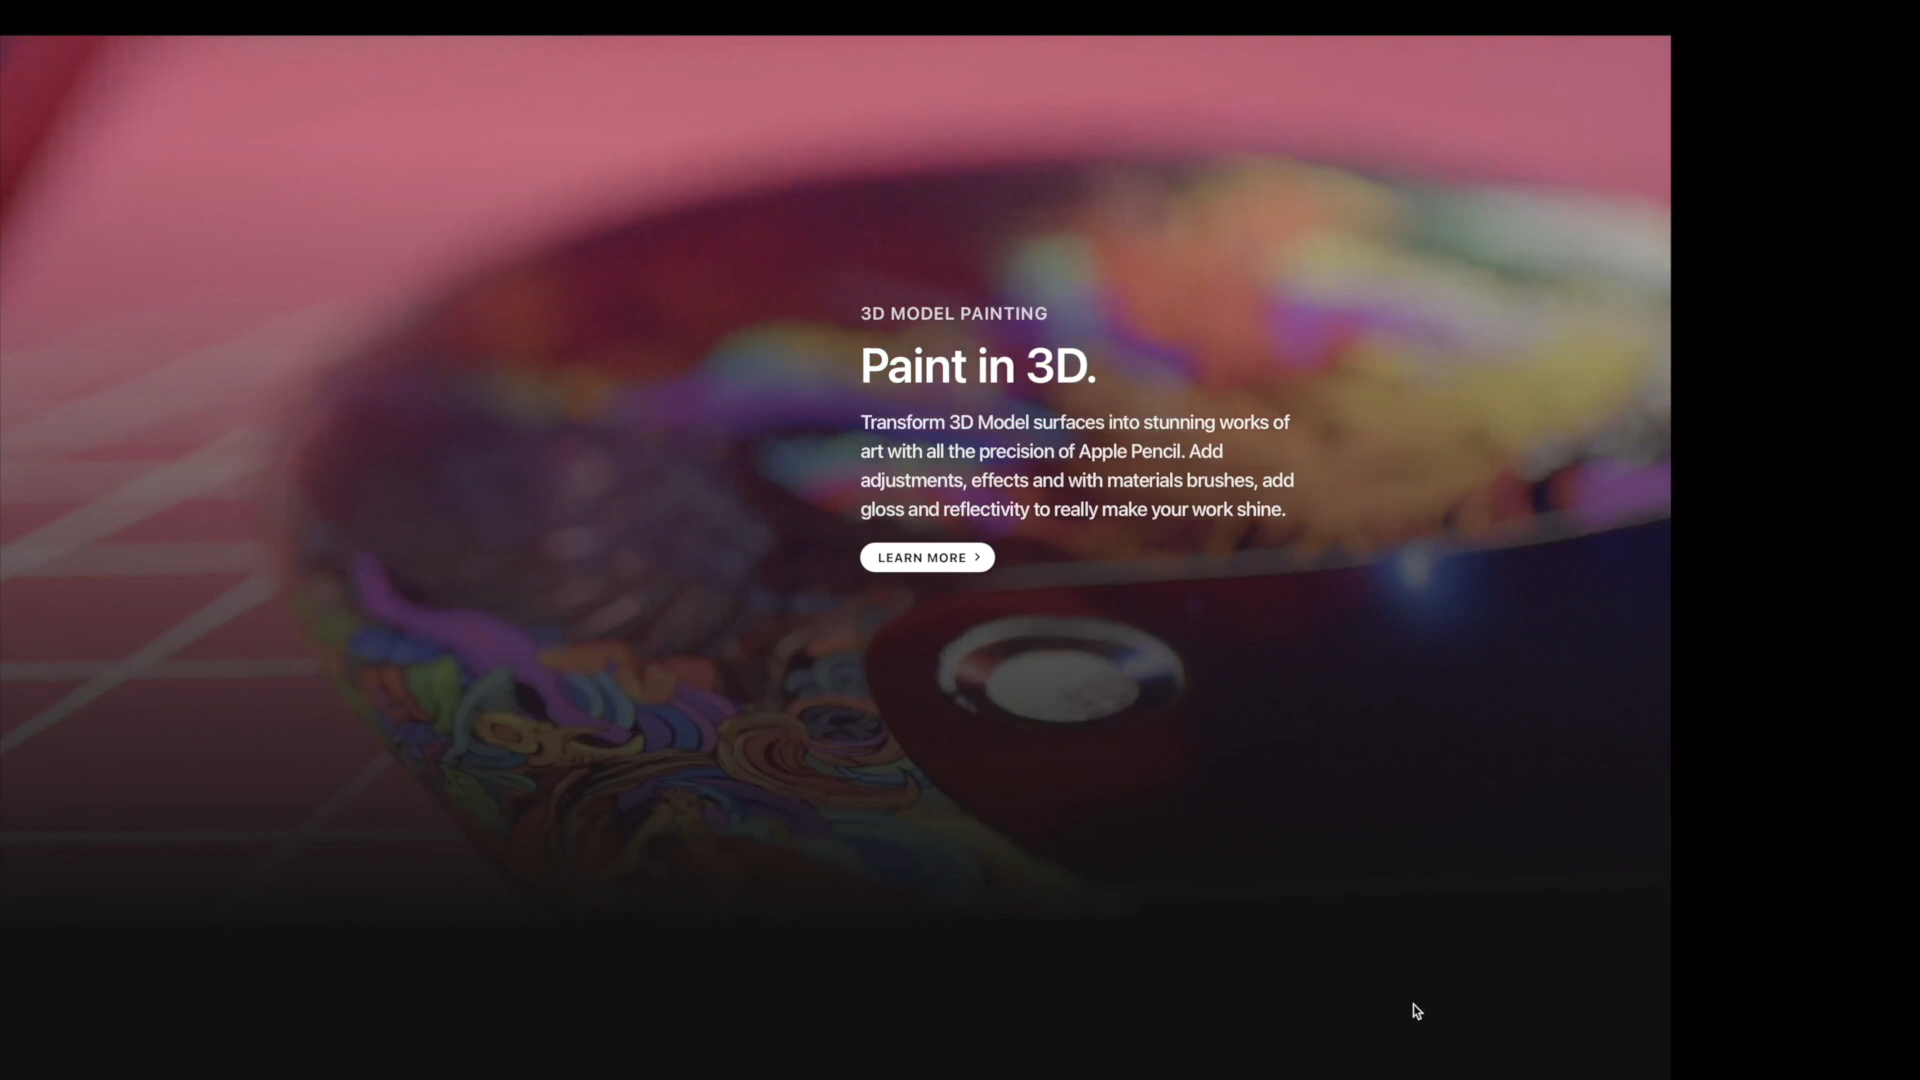 3D MODEL PAINTING
Paint in 3D.
Transform 3D Model surfaces into stunning works of
art with all the precision of Apple Pencil. Add
adjustments, effects and with materials brushes, add
gloss and reflectivity to really make your work shine.
LEARN MORE >